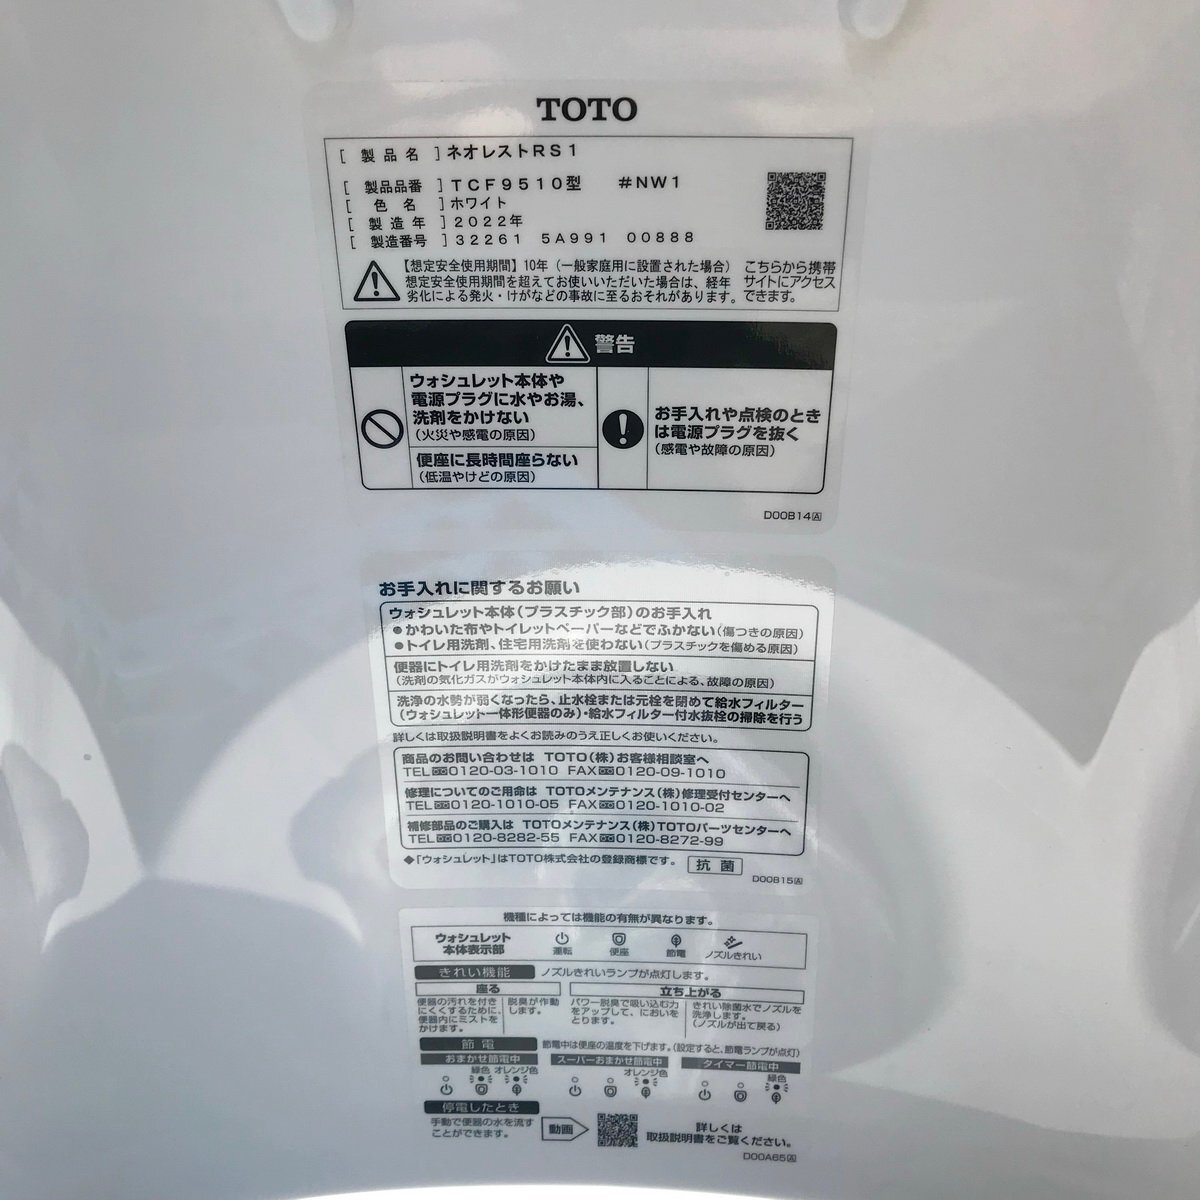 TOTO
[ 製品名 ] ネオレストRS1
[ 製品品番 ] TCF9510型 #NW1
[ 色名 ] ホワイト
[ 製造年 ] 2022年
[ 製造番号 ] 32261 5A991 00888
【想定安全使用期間】10年(一般家庭用に設置された場合)
想定安全使用期間を超えてお使いいただいた場合は、経年
劣化による発火・けがなどの事故に至るおそれがあります。
こちらから携帯
サイトにアクセス
できます。
警告
ウォシュレット本体や
電源プラグに水やお湯、
洗剤をかけない
(火災や感電の原因)
便座に長時間座らない
(低温やけどの原因)
お手入れや点検のとき
は電源プラグを抜く
(感電や故障の原因)
D00B14A
お手入れに関するお願い
ウォシュレット本体(プラスチック部)のお手入れ
●かわいた布やトイレットペーパーなどでふかない(傷つきの原因)
●トイレ用洗剤、住宅用洗剤を使わない(プラスチックを傷める原因)
便器にトイレ用洗剤をかけたまま放置しない
(洗剤の気化ガスがウォシュレット本体内に入ることによる、故障の原因)
洗浄の水勢が弱くなったら、止水栓または元栓を閉めて給水フィルター
(ウォシュレット一体形便器のみ)・給水フィルター付水抜栓の掃除を行う
詳しくは取扱説明書をよくお読みのうえ正しくお使いください。
商品のお問い合わせは TOTO(株)お客様相談室へ
TEL 0120-03-1010 FAX 0120-09-1010
修理についてのご用命は TOTOメンテナンス(株)修理受付センターへ
TEL 0120-1010-05 FAX 0120-1010-02
補修部品のご購入は TOTOメンテナンス(株)TOTOパーツセンターへ
TEL 0120-8282-55 FAX 0120-8272-99
◆「ウォシュレット」はTOTO株式会社の登録商標です。 抗菌
D00B15A
機種によっては機能の有無が異なります。
ウォシュレット
本体表示部
運転 便座 節電 ノズルきれい
きれい機能 ノズルきれいランプが点灯します。
座る
便器の汚れを付き
にくくするために、
便器内にミストを
かけます。
脱臭が作動
します。
立ち上がる
パワー脱臭で吸い込む力
をアップして、においを
とります。
きれい除菌水でノズルを
洗浄します。
(ノズルが出て戻る)
節電 節電中は便座の温度を下げます。(設定すると、節電ランプが点灯)
おまかせ節電中 スーパーおまかせ節電中 タイマー節電中
緑色 オレンジ色 オレンジ色 緑色
停電したとき
手動で便器の水を流す
ことができます。
動画
詳しくは
取扱説明書をご覧ください。
D00A65A